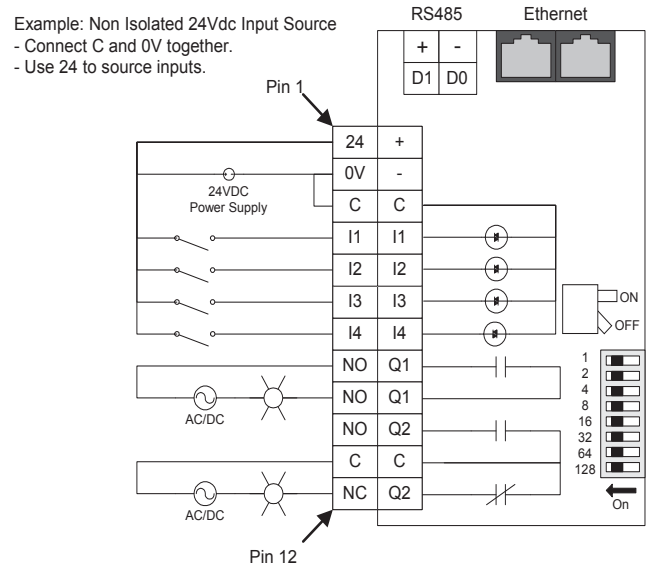 Example: Non Isolated 24Vdc Input Source
- Connect C and 0V together.
- Use 24 to source inputs.
RS485
Ethernet
+ -
D1 D0
Pin 1
24 +
0V -
C C
I1 I1
I2 I2
I3 I3
I4 I4
NO Q1
NO Q1
NO Q2
C C
NC Q2
24VDC
Power Supply
AC/DC
AC/DC
Pin 12
ON
OFF
1
2
4
8
16
32
64
128
On